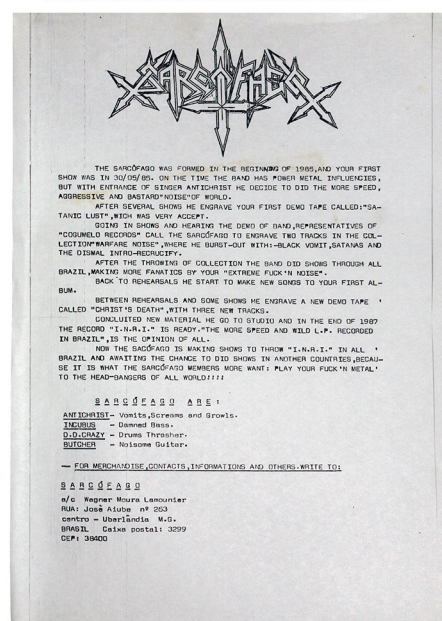 SARCÓFAGO
THE SARCÓFAGO WAS FORMED IN THE BEGINNING OF 1985,AND YOUR FIRST
SHOW WAS IN 30/05/85. ON THE TIME THE BAND HAS POWER METAL INFLUENCIES,
BUT WITH ENTRANCE OF SINGER ANTICHRIST HE DECIDE TO DID THE MORE SPEED,
AGGRESSIVE AND BASTARD"NOISE"OF WORLD.
AFTER SEVERAL SHOWS HE ENGRAVE YOUR FIRST DEMO TAPE CALLED:"SA-
TANIC LUST",WICH WAS VERY ACCEPT.
GOING IN SHOWS AND HEARING THE DEMO OF BAND,REPRESENTATIVES OF
"COGUMELO RECORDS" CALL THE SARCÓFAGO TO ENGRAVE TWO TRACKS IN THE COL-
LECTION"WARFARE NOISE",WHERE HE BURST-OUT WITH:-BLACK VOMIT,SATANAS AND
THE DISMAL INTRO-RECRUCIFY.
AFTER THE THROWING OF COLLECTION THE BAND DID SHOWS THROUGH ALL
BRAZIL,MAKING MORE FANATICS BY YOUR "EXTREME FUCK'N NOISE".
BACK TO REHEARSALS HE START TO MAKE NEW SONGS TO YOUR FIRST AL-
BUM.
BETWEEN REHEARSALS AND SOME SHOWS HE ENGRAVE A NEW DEMO TAPE '
CALLED "CHRIST'S DEATH",WITH THREE NEW TRACKS.
CONCLUITED NEW MATERIAL HE GO TO STUDIO AND IN THE END OF 1987
THE RECORD "I.N.R.I." IS READY."THE MORE SPEED AND WILD L.P. RECORDED
IN BRAZIL",IS THE OPINION OF ALL.
NOW THE SACÓFAGO IS MAKING SHOWS TO THROW "I.N.R.I." IN ALL '
BRAZIL AND AWAITING THE CHANCE TO DID SHOWS IN ANOTHER COUNTRIES,BECAU-
SE IT IS WHAT THE SARCÓFAGO MEMBERS MORE WANT: PLAY YOUR FUCK'N METAL'
TO THE HEAD-BANGERS OF ALL WORLD!!!!
S A R C Ó F A G O   A R E :
ANTICHRIST- Vomits,Screams and Growls.
INCUBUS - Damned Bass.
D.D.CRAZY - Drums Thrasher.
BUTCHER - Noisome Guitar.
— FOR MERCHANDISE,CONTACTS,INFORMATIONS AND OTHERS-WRITE TO:
S A R C Ó F A G O
a/c Wagner Moura Lamounier
RUA: José Aiube nº 263
centro - Uberlândia M.G.
BRASIL Caixa postal: 3299
CEP: 38400